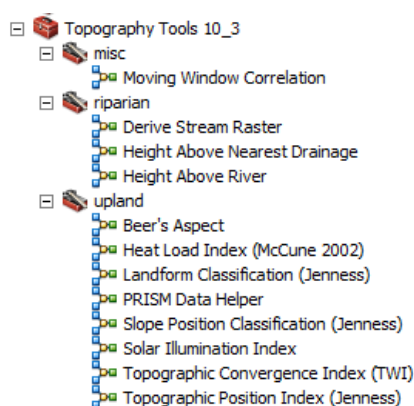 Topography Tools 10_3
misc
Moving Window Correlation
riparian
Derive Stream Raster
Height Above Nearest Drainage
Height Above River
upland
Beer's Aspect
Heat Load Index (McCune 2002)
Landform Classification (Jenness)
PRISM Data Helper
Slope Position Classification (Jenness)
Solar Illumination Index
Topographic Convergence Index (TWI)
Topographic Position Index (Jenness)